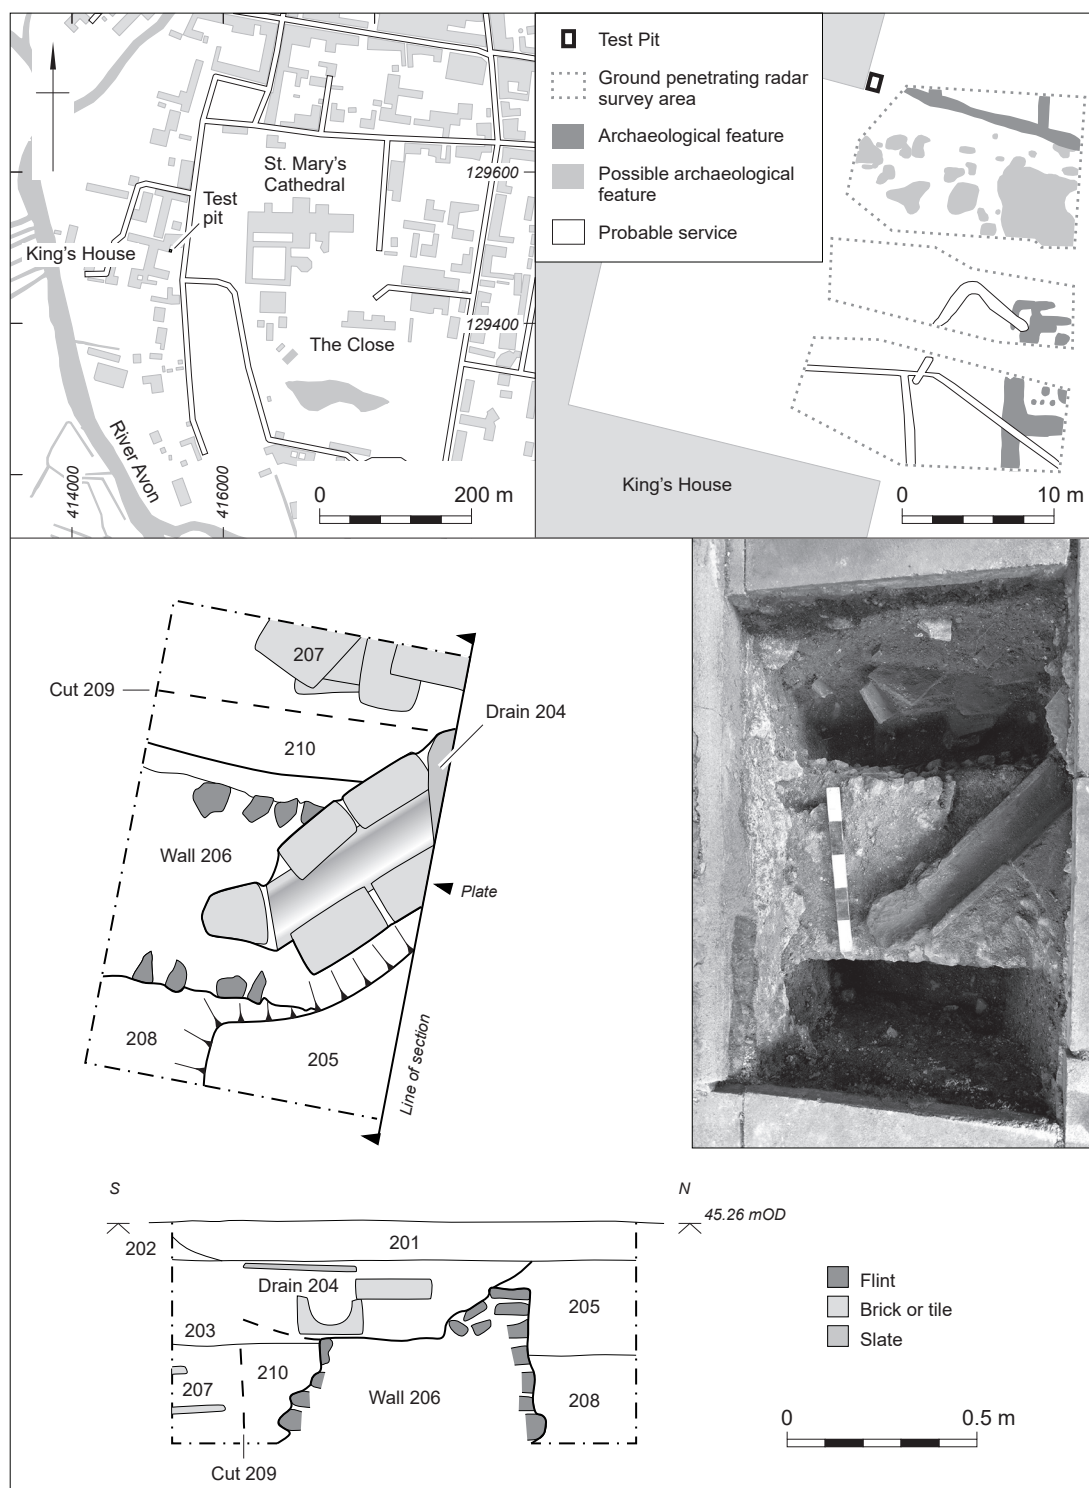 St. Mary's
Cathedral
129600
Test
pit
King's House
129400
The Close
River Avon
414000
416000
0 200 m
Test Pit
Ground penetrating radar
survey area
Archaeological feature
Possible archaeological
feature
Probable service
King's House
0 10 m
207
Cut 209
Drain 204
210
Wall 206
Plate
208
205
Line of section
S
N
45.26 mOD
202
201
Drain 204
205
203
210
207
Wall 206
208
Cut 209
Flint
Brick or tile
Slate
0 0.5 m